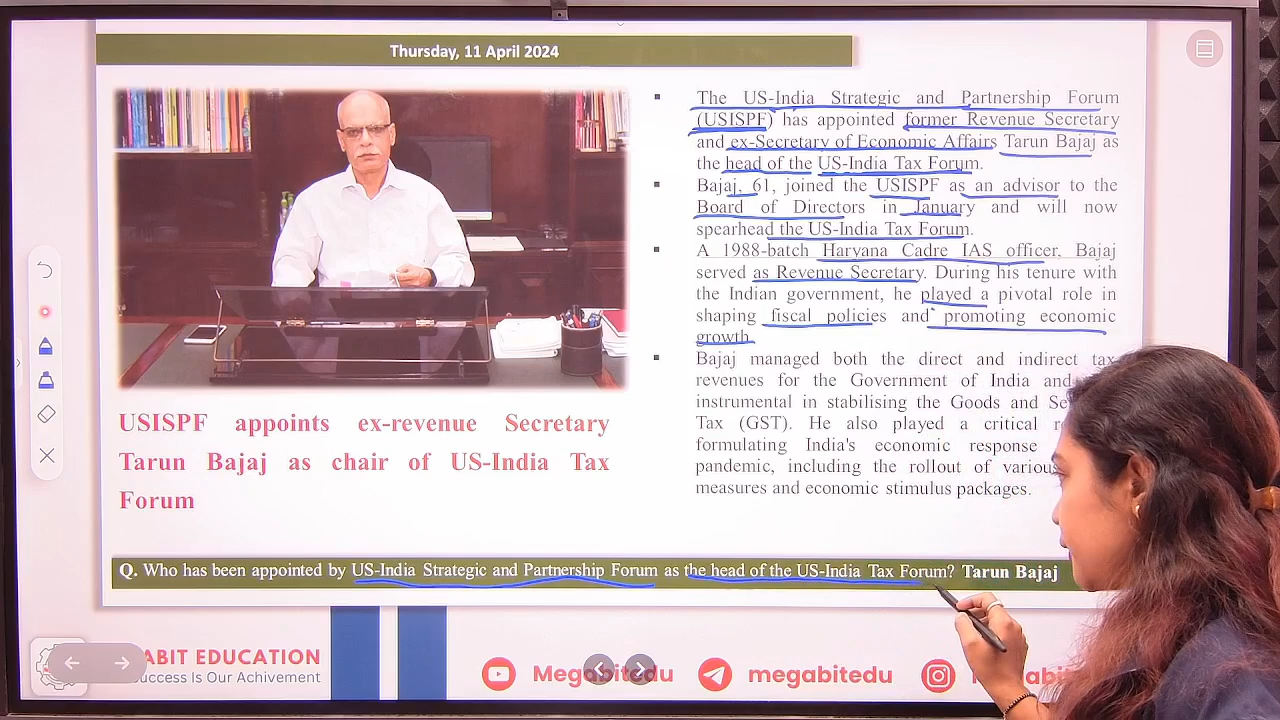 Thursday, 11 April 2024
The US-India Strategic and Partnership Forum
(USISPF) has appointed former Revenue Secretary
and ex-Secretary of Economic Affairs Tarun Bajaj as
the head of the US-India Tax Forum.
Bajaj, 61, joined the USISPF as an advisor to the
Board of Directors in January and will now
spearhead the US-India Tax Forum.
A 1988-batch Haryana Cadre IAS officer, Bajaj
served as Revenue Secretary. During his tenure with
the Indian government, he played a pivotal role in
shaping fiscal policies and promoting economic
growth.
Bajaj managed both the direct and indirect tax
revenues for the Government of India and
instrumental in stabilising the Goods and
Tax (GST). He also played a critical
formulating India's economic response
pandemic, including the rollout of
measures and economic stimulus packages.
USISPF appoints ex-revenue Secretary
Tarun Bajaj as chair of US-India Tax
Forum
Q. Who has been appointed by US-India Strategic and Partnership Forum as the head of the US-India Tax Forum? Tarun Bajaj
ABIT EDUCATION
Success Is Our Achivement
Megabitedu
megabitedu